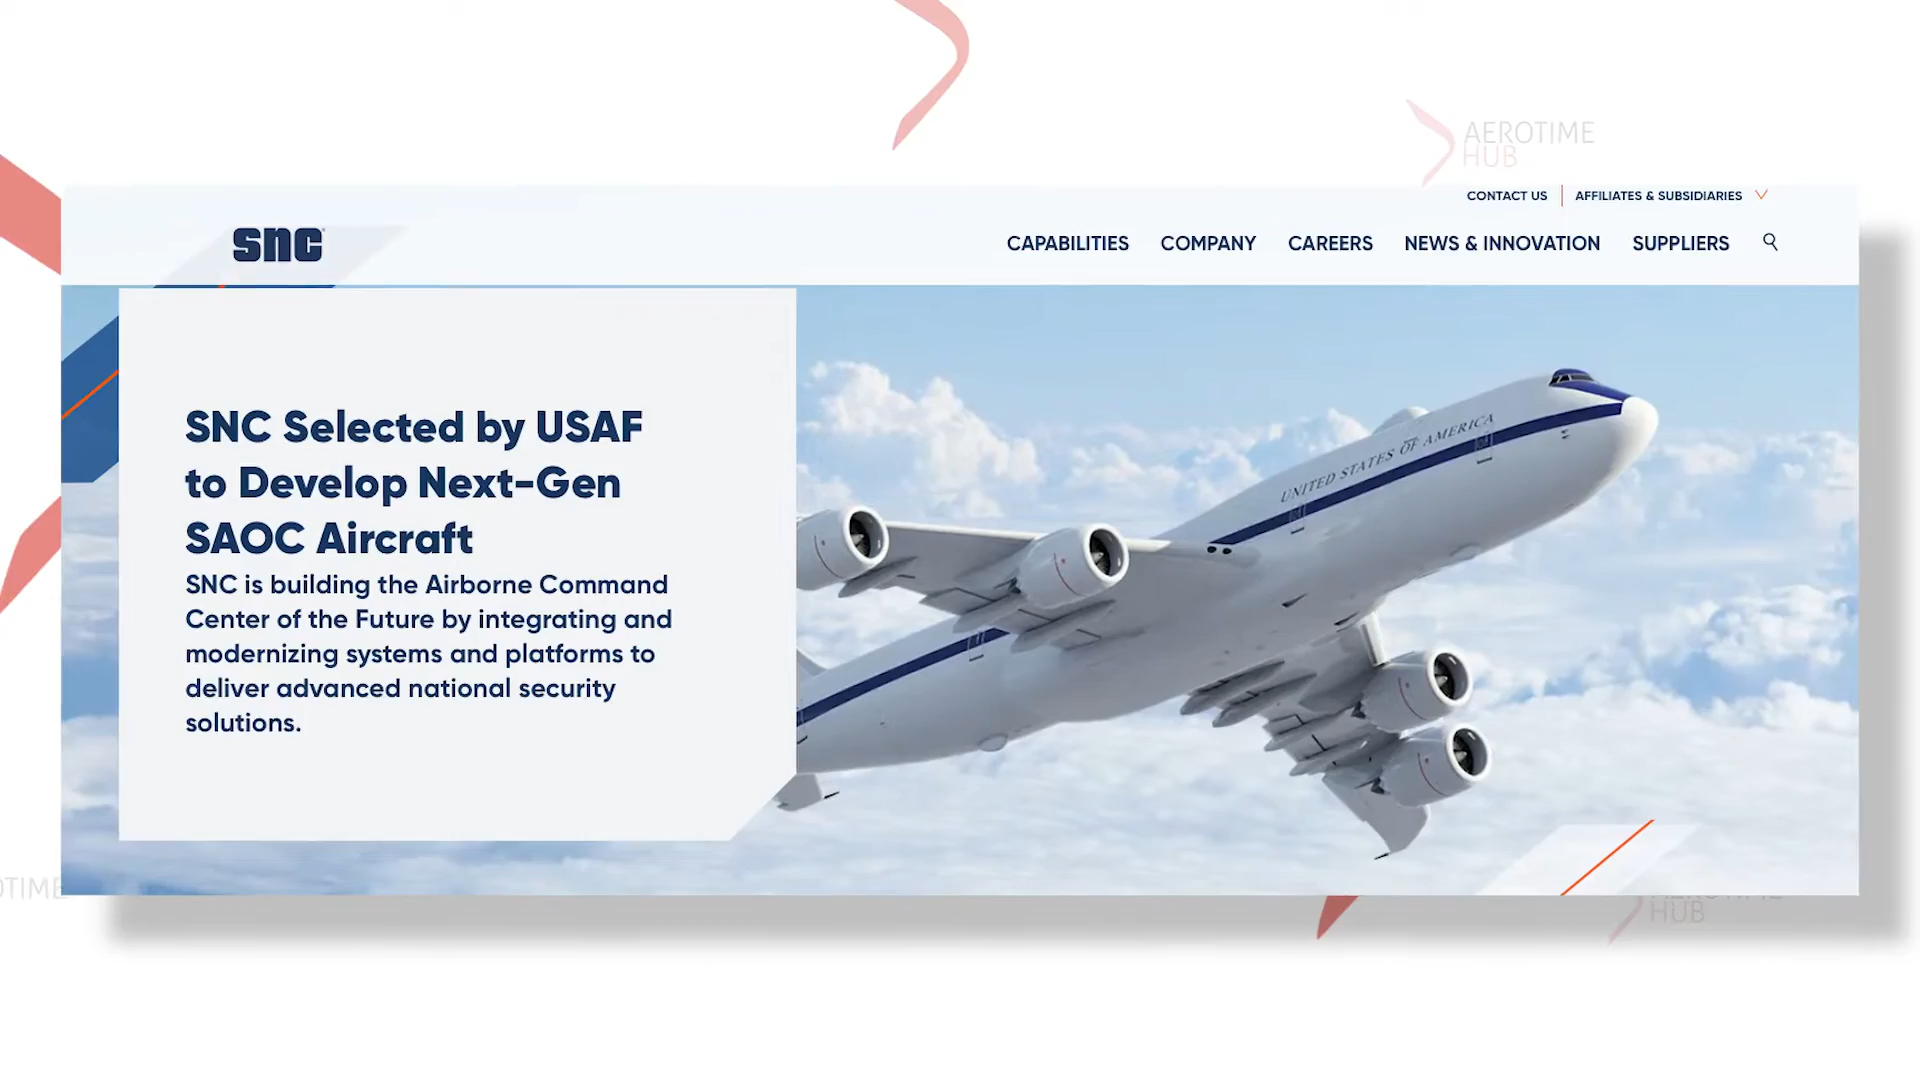 AEROTIME
HUB
CONTACT US
AFFILIATES & SUBSIDIARIES
snc
CAPABILITIES
COMPANY
CAREERS
NEWS & INNOVATION
SUPPLIERS
SNC Selected by USAF
to Develop Next-Gen
SAOC Aircraft
SNC is building the Airborne Command
Center of the Future by integrating and
modernizing systems and platforms to
deliver advanced national security
solutions.
UNITED STATES OF AMERICA
HUB